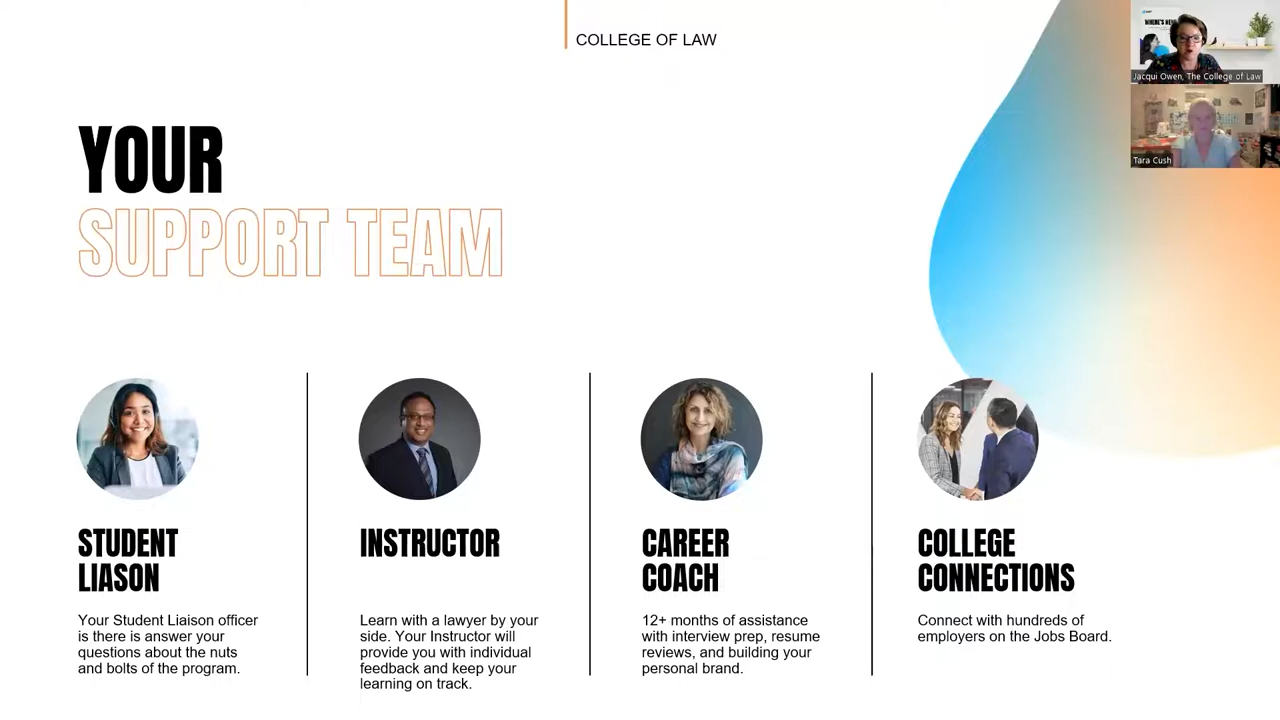 COLLEGE OF LAW
WHERE'S
Jacqui Owen, The College of Law
Tara Cush
YOUR
SUPPORT TEAM
STUDENT
LIASON
Your Student Liaison officer
is there is answer your
questions about the nuts
and bolts of the program.
INSTRUCTOR
Learn with a lawyer by your
side. Your Instructor will
provide you with individual
feedback and keep your
learning on track.
CAREER
COACH
12+ months of assistance
with interview prep, resume
reviews, and building your
personal brand.
COLLEGE
CONNECTIONS
Connect with hundreds of
employers on the Jobs Board.